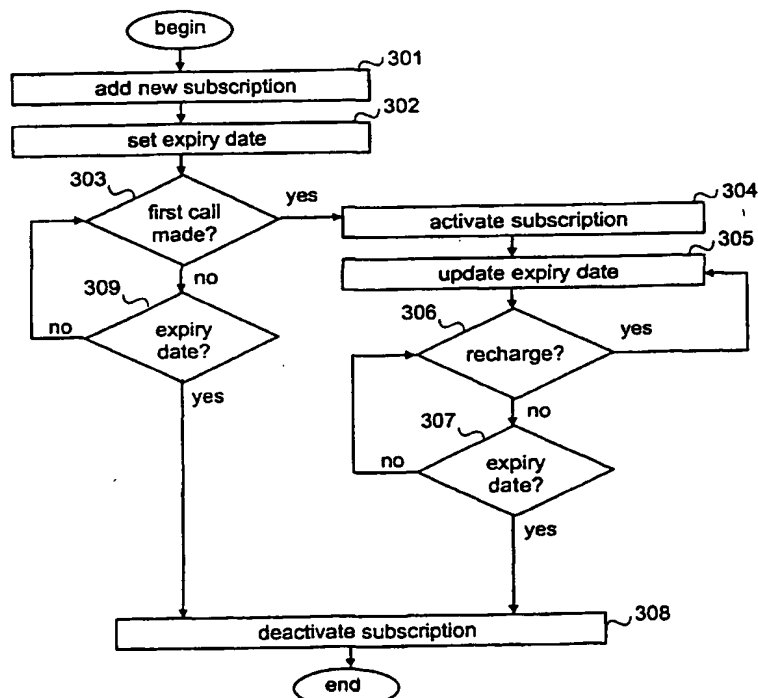 begin
301
add new subscription
302
set expiry date
303
first call
made?
yes
304
activate subscription
305
update expiry date
no
309
expiry
date?
no
yes
306
recharge?
yes
no
307
expiry
date?
no
yes
308
deactivate subscription
end